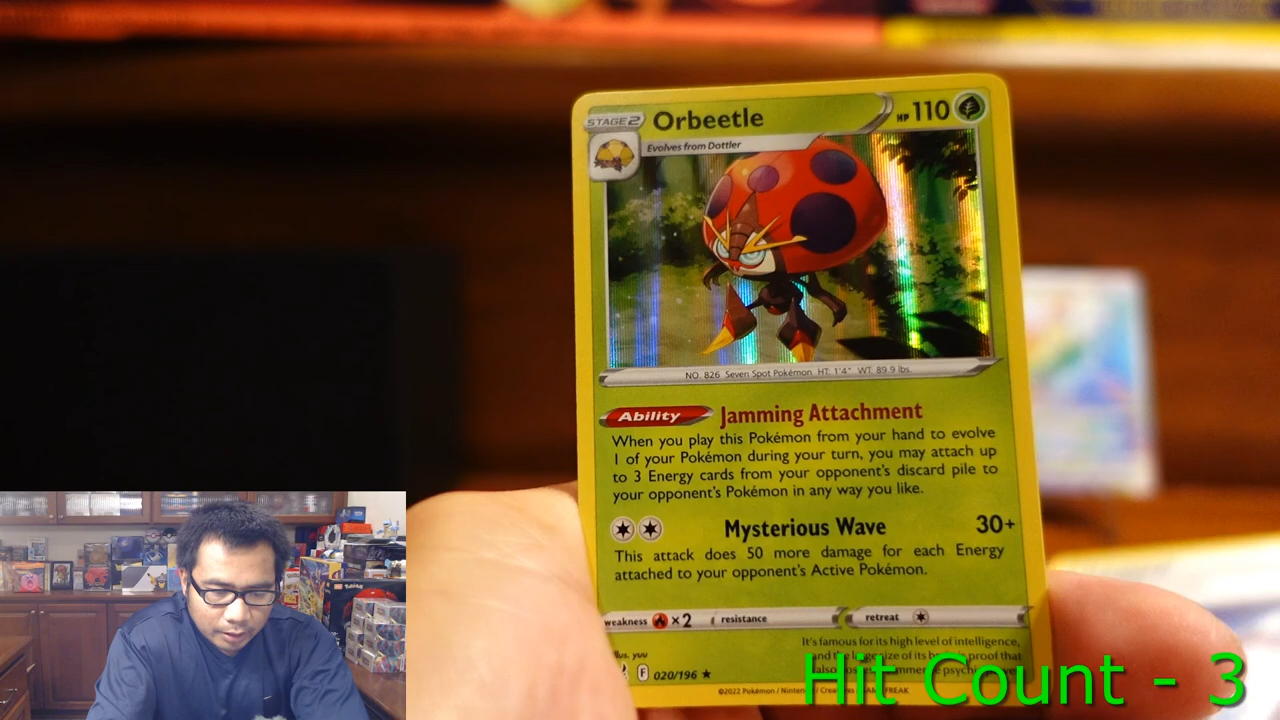 STAGE 2 Orbeetle HP 110
Evolves from Dottler
NO. 826 Seven Spot Pokémon HT: 1'4" WT: 89.9 lbs.
Ability Jamming Attachment
When you play this Pokémon from your hand to evolve
1 of your Pokémon during your turn, you may attach up
to 3 Energy cards from your opponent's discard pile to
your opponent's Pokémon in any way you like.
Mysterious Wave 30+
This attack does 50 more damage for each Energy
attached to your opponent's Active Pokémon.
weakness ×2 resistance retreat
It's famous for its high level of intelligence,
illus. yuu
F 020/196
©2022 Pokémon
Hit Count - 3